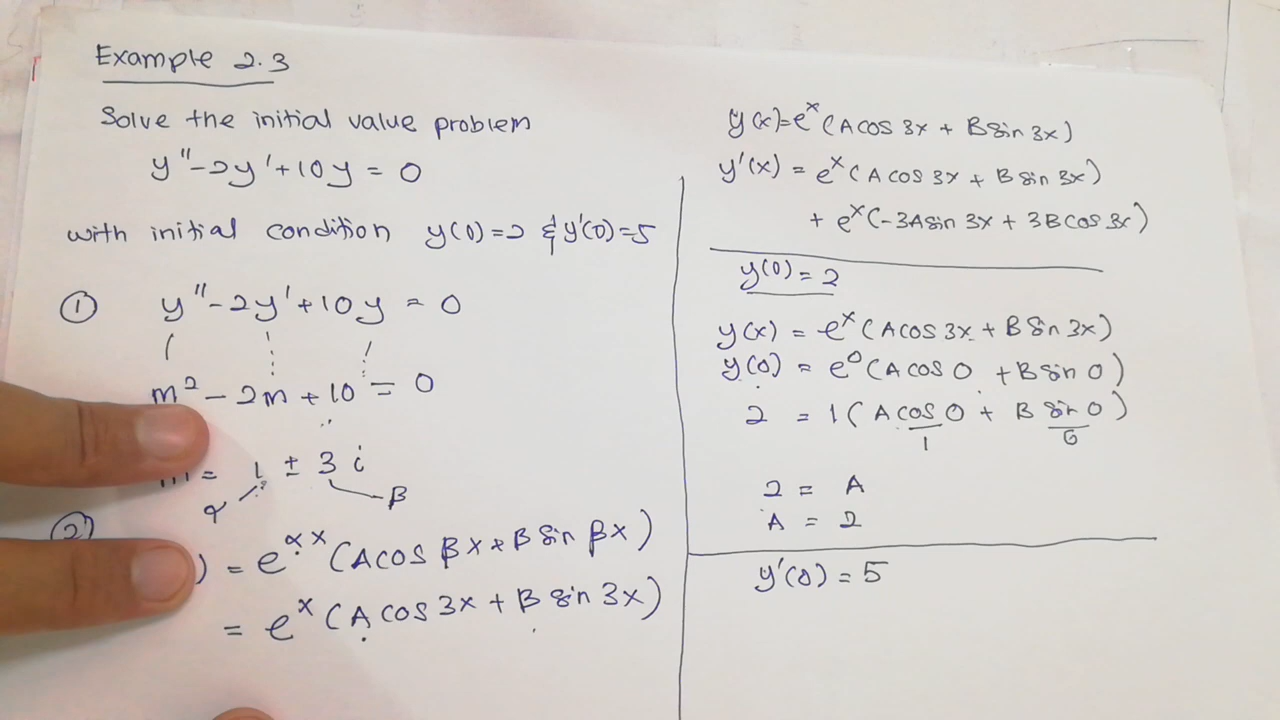 Example 2.3
Solve the initial value problem
y'' - 2y' + 10y = 0
with initial condition y(0)=2 & y'(0)=5
① y'' - 2y' + 10y = 0
m² - 2m + 10 = 0
= 1 ± 3i
α β
②
) = e^{αx} (A cos βx + B sin βx)
= e^x (A cos 3x + B sin 3x)
y(x) = e^x (A cos 3x + B sin 3x)
y'(x) = e^x (A cos 3x + B sin 3x)
+ e^x (-3A sin 3x + 3B cos 3x)
y(0) = 2
y(x) = e^x (A cos 3x + B sin 3x)
y(0) = e^0 (A cos 0 + B sin 0)
2 = 1 (A cos 0 + B sin 0)
1 0
2 = A
A = 2
y'(0) = 5